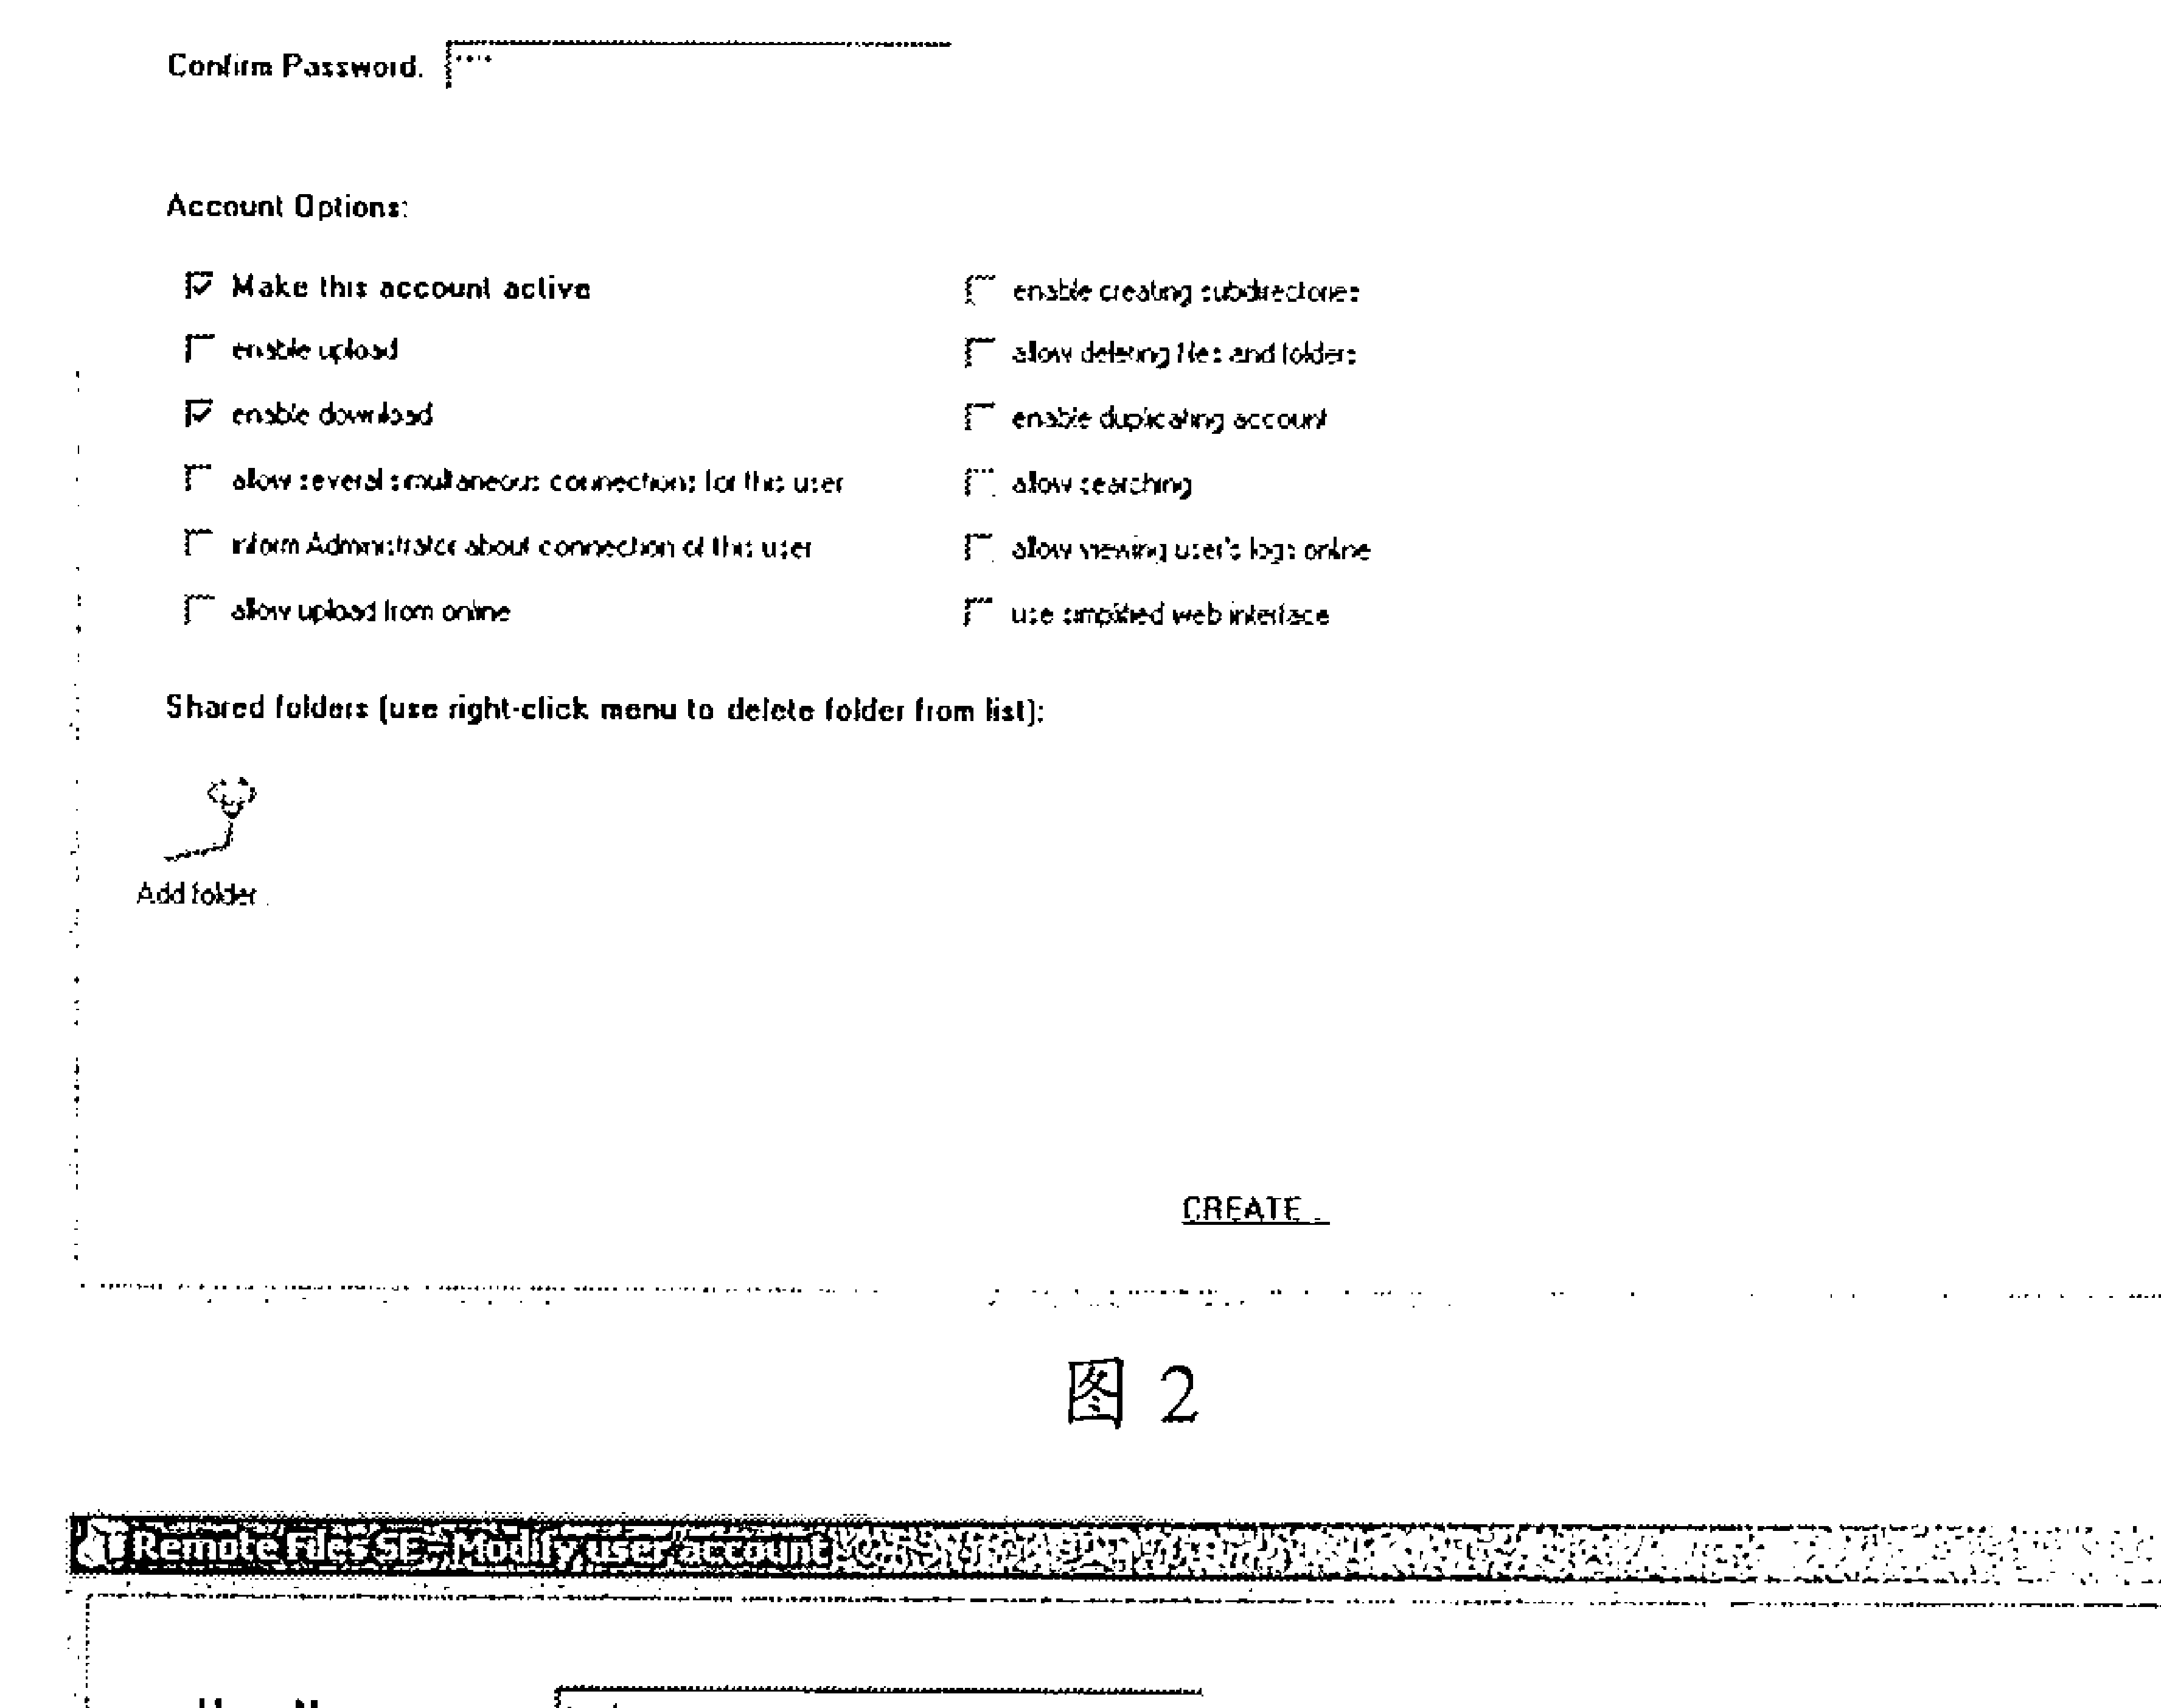 Confirm Password.
Account Options:
Make this account active
enable creating subdirectories
enable upload
allow deleting files and folders
enable download
enable duplicating account
allow several simultaneous connections for this user
allow searching
inform Administrator about connection of this user
allow viewing user's logs online
allow upload from online
use simplified web interface
Shared folders (use right-click menu to delete folder from list):
Add folder
CREATE
图 2
Remote Files SE - Modify user account